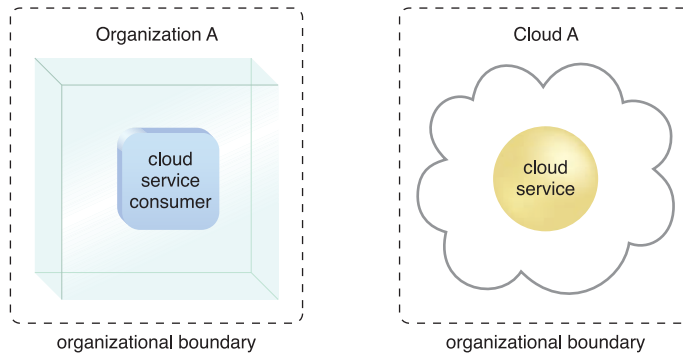 Organization A
cloud
service
consumer
organizational boundary
Cloud A
cloud
service
organizational boundary